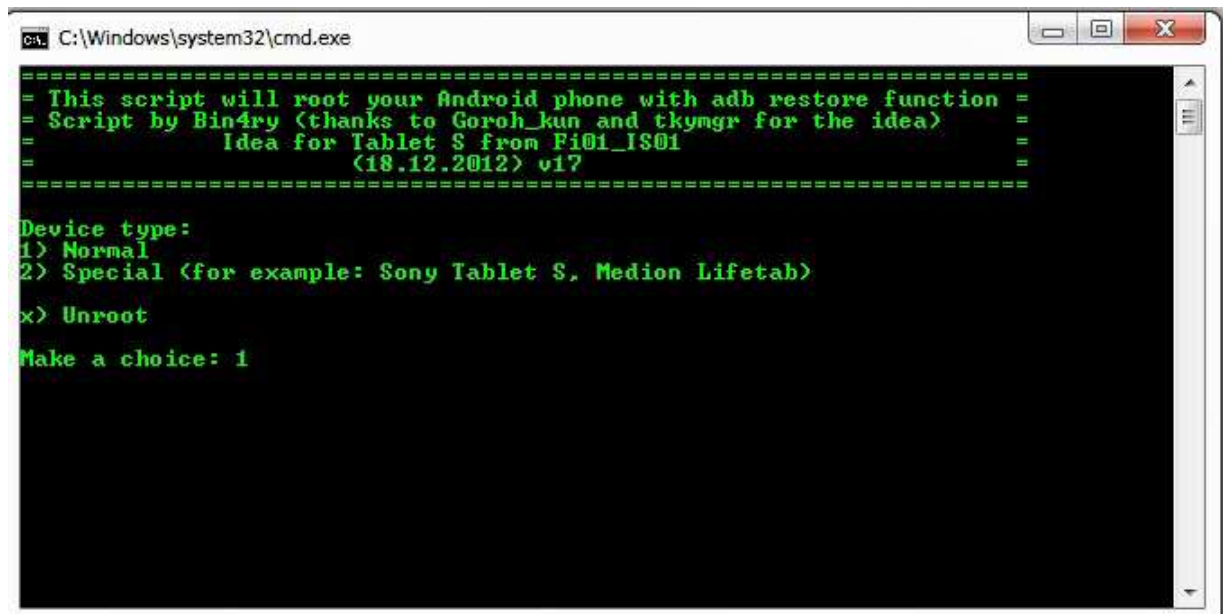 C:\Windows\system32\cmd.exe
======================================================================
= This script will root your Android phone with adb restore function =
= Script by Bin4ry (thanks to Goroh_kun and tkymgr for the idea)     =
=              Idea for Tablet S from Fi01_IS01                      =
=                       (18.12.2012) v17                             =
======================================================================
Device type:
1) Normal
2) Special (for example: Sony Tablet S, Medion Lifetab)
x) Unroot
Make a choice: 1